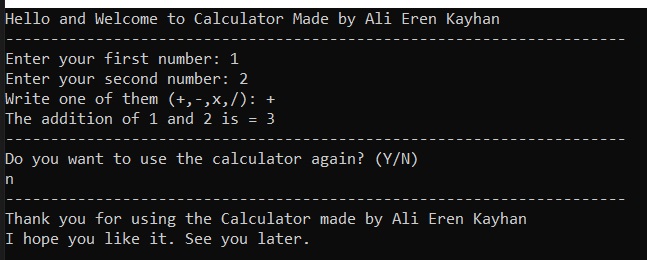 Hello and Welcome to Calculator Made by Ali Eren Kayhan
------------------------------------------------------------------------
Enter your first number: 1
Enter your second number: 2
Write one of them (+,-,x,/): +
The addition of 1 and 2 is = 3
------------------------------------------------------------------------
Do you want to use the calculator again? (Y/N)
n
------------------------------------------------------------------------
Thank you for using the Calculator made by Ali Eren Kayhan
I hope you like it. See you later.